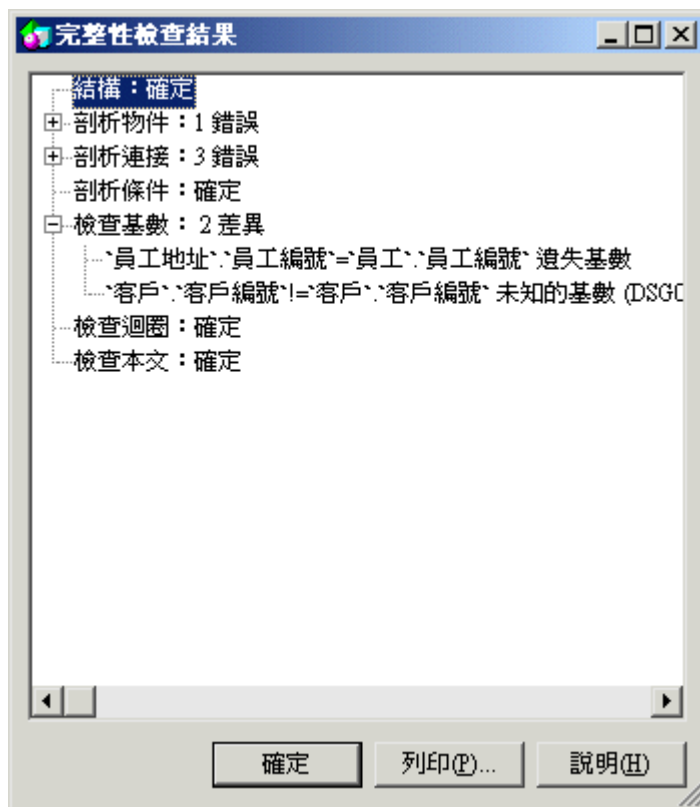 完整性檢查結果
結構：確定
剖析物件：1 錯誤
剖析連接：3 錯誤
剖析條件：確定
檢查基數： 2 差異
`員工地址`.`員工編號`=`員工`.`員工編號` 遺失基數
`客戶`.`客戶編號`!=`客戶`.`客戶編號` 未知的基數 (DSG
檢查迴圈：確定
檢查本文：確定
確定 列印(P)... 說明(H)